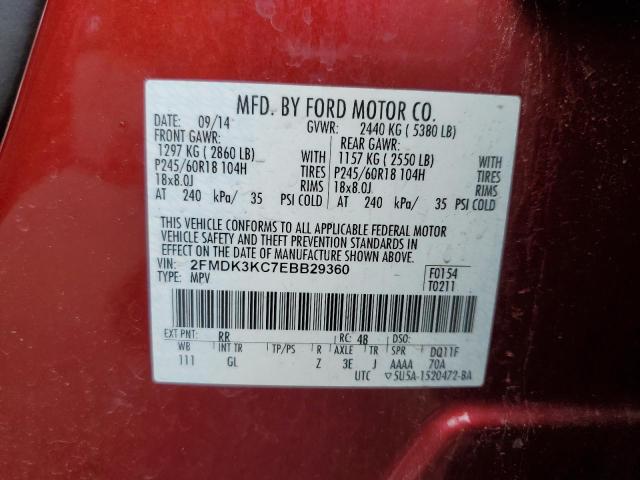 MFD. BY FORD MOTOR CO.
DATE: 09/14 GVWR: 2440 KG ( 5380 LB)
FRONT GAWR: REAR GAWR:
1297 KG ( 2860 LB) WITH 1157 KG ( 2550 LB) WITH
P245/60R18 104H TIRES P245/60R18 104H TIRES
18x8.0J RIMS 18x8.0J RIMS
AT 240 kPa/ 35 PSI COLD AT 240 kPa/ 35 PSI COLD
THIS VEHICLE CONFORMS TO ALL APPLICABLE FEDERAL MOTOR
VEHICLE SAFETY AND THEFT PREVENTION STANDARDS IN
EFFECT ON THE DATE OF MANUFACTURE SHOWN ABOVE.
VIN: 2FMDK3KC7EBB29360 F0154
TYPE: MPV T0211
EXT PNT: RR RC: 48 DSO:
WB INT TR TP/PS R AXLE TR SPR DQ11F
111 GL Z 3E J AAAA 70A
UTC ▽5U5A-1520472-BA